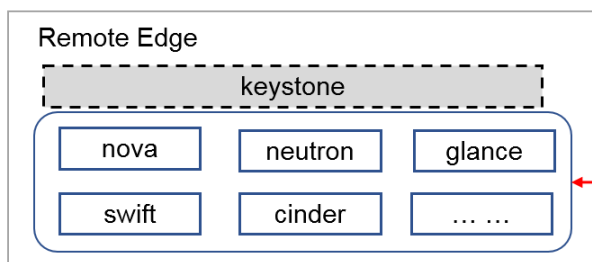 Remote Edge
keystone
nova neutron glance
swift cinder … …